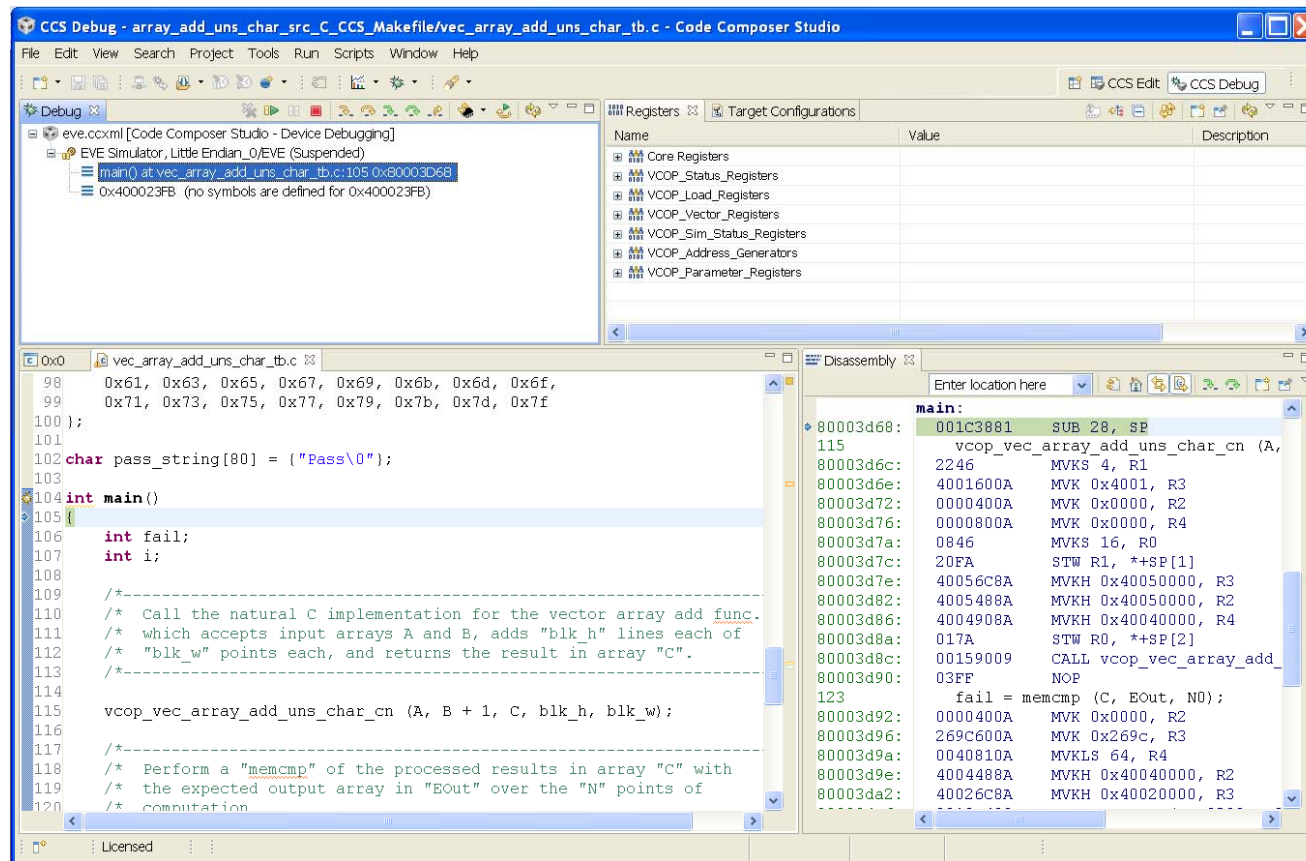 CCS Debug - array_add_uns_char_src_C_CCS_Makefile/vec_array_add_uns_char_tb.c - Code Composer Studio
File Edit View Search Project Tools Run Scripts Window Help
CCS Edit CCS Debug
Debug
eve.ccxml [Code Composer Studio - Device Debugging]
EVE Simulator, Little Endian_0/EVE (Suspended)
main() at vec_array_add_uns_char_tb.c:105 0x80003D68
0x400023FB (no symbols are defined for 0x400023FB)
Registers Target Configurations
Name Value Description
Core Registers
VCOP_Status_Registers
VCOP_Load_Registers
VCOP_Vector_Registers
VCOP_Sim_Status_Registers
VCOP_Address_Generators
VCOP_Parameter_Registers
0x0 vec_array_add_uns_char_tb.c
98 0x61, 0x63, 0x65, 0x67, 0x69, 0x6b, 0x6d, 0x6f,
99 0x71, 0x73, 0x75, 0x77, 0x79, 0x7b, 0x7d, 0x7f
100 };
101
102 char pass_string[80] = {"Pass\0"};
103
104 int main()
105 {
106 int fail;
107 int i;
108
109 /*----------------------------------------------------------------
110 /* Call the natural C implementation for the vector array add func.
111 /* which accepts input arrays A and B, adds "blk_h" lines each of
112 /* "blk_w" points each, and returns the result in array "C".
113 /*----------------------------------------------------------------
114
115 vcop_vec_array_add_uns_char_cn (A, B + 1, C, blk_h, blk_w);
116
117 /*----------------------------------------------------------------
118 /* Perform a "memcmp" of the processed results in array "C" with
119 /* the expected output array in "EOut" over the "N" points of
120 /* computation
Disassembly
Enter location here
main:
80003d68: 001C3881 SUB 28, SP
115 vcop_vec_array_add_uns_char_cn (A,
80003d6c: 2246 MVKS 4, R1
80003d6e: 4001600A MVK 0x4001, R3
80003d72: 0000400A MVK 0x0000, R2
80003d76: 0000800A MVK 0x0000, R4
80003d7a: 0846 MVKS 16, R0
80003d7c: 20FA STW R1, *+SP[1]
80003d7e: 40056C8A MVKH 0x40050000, R3
80003d82: 4005488A MVKH 0x40050000, R2
80003d86: 4004908A MVKH 0x40040000, R4
80003d8a: 017A STW R0, *+SP[2]
80003d8c: 00159009 CALL vcop_vec_array_add_
80003d90: 03FF NOP
123 fail = memcmp (C, EOut, N0);
80003d92: 0000400A MVK 0x0000, R2
80003d96: 269C600A MVK 0x269c, R3
80003d9a: 0040810A MVKLS 64, R4
80003d9e: 4004488A MVKH 0x40040000, R2
80003da2: 40026C8A MVKH 0x40020000, R3
Licensed